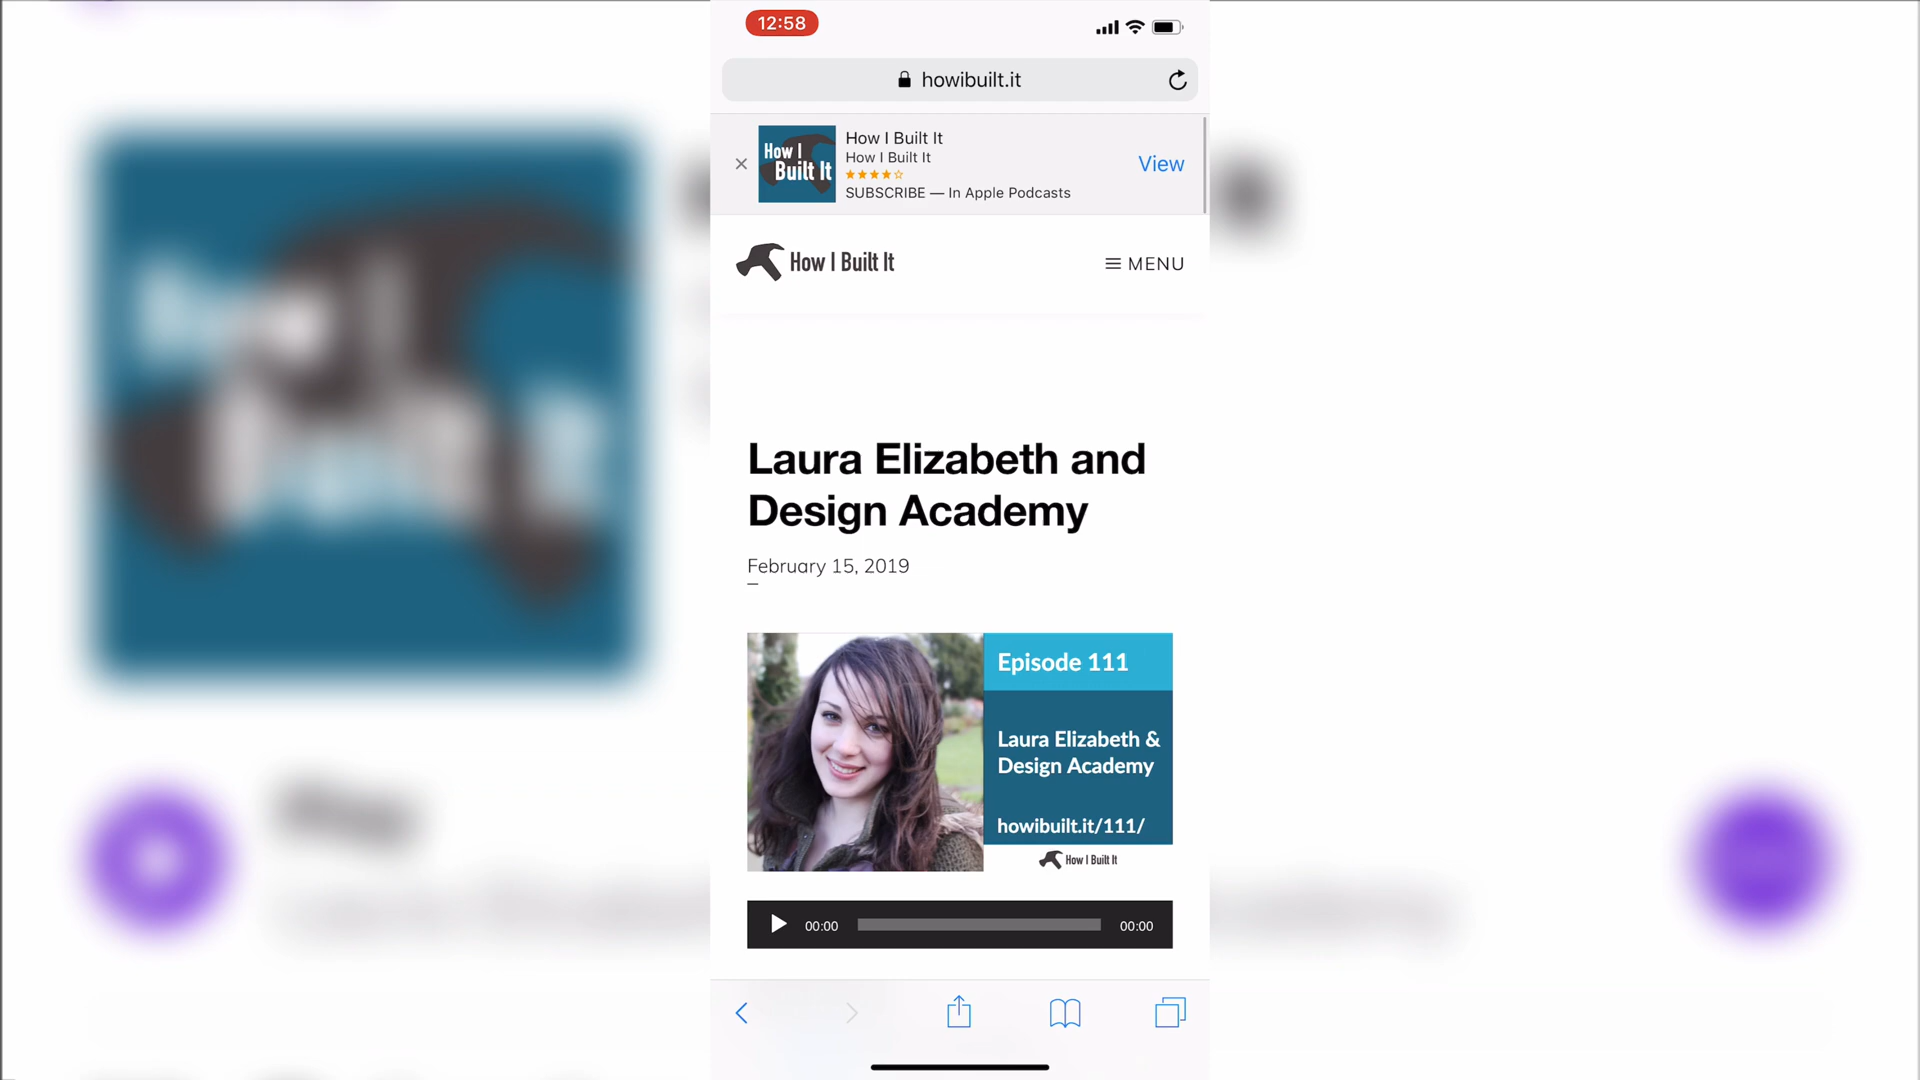 12:58
howibuilt.it
How I
Built It
How I Built It
How I Built It
SUBSCRIBE — In Apple Podcasts
View
How I Built It
MENU
Laura Elizabeth and
Design Academy
February 15, 2019
Episode 111
Laura Elizabeth &
Design Academy
howibuilt.it/111/
How I Built It
00:00
00:00